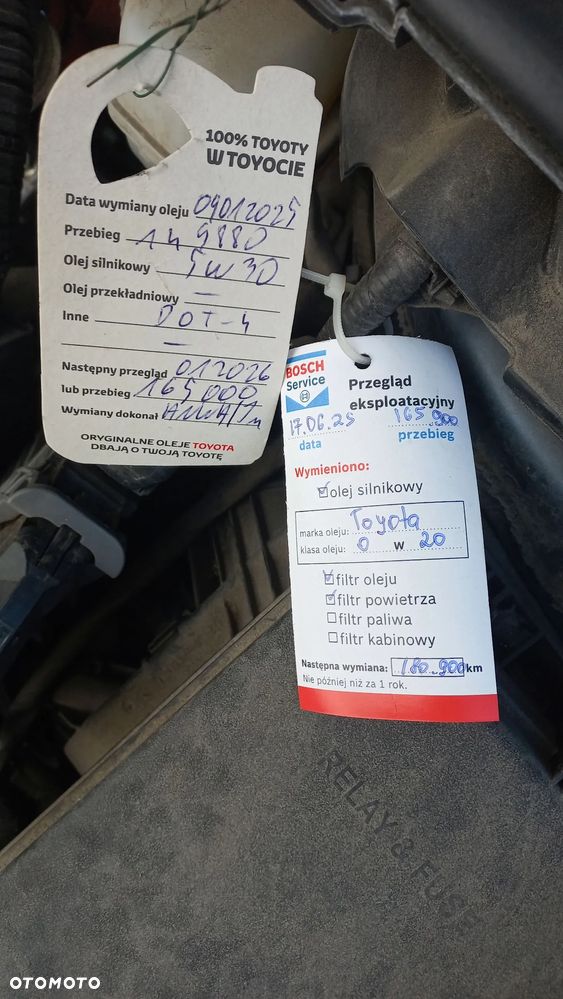 100% TOYOTY
W TOYOCIE
Data wymiany oleju 09012025
Przebieg 149880
Olej silnikowy 5W30
Olej przekładniowy —
Inne DOT-4
—
Następny przegląd 012026
lub przebieg 165000
Wymiany dokonał
ORYGINALNE OLEJE TOYOTA
DBAJĄ O TWOJĄ TOYOTĘ
BOSCH
Service
Przegląd
eksploatacyjny
17.06.25 165 900
data przebieg
Wymieniono:
olej silnikowy
marka oleju: Toyota
klasa oleju: 0 W 20
filtr oleju
filtr powietrza
filtr paliwa
filtr kabinowy
Następna wymiana: 180 900 km
Nie później niż za 1 rok.
RELAY & FUSE
OTOMOTO